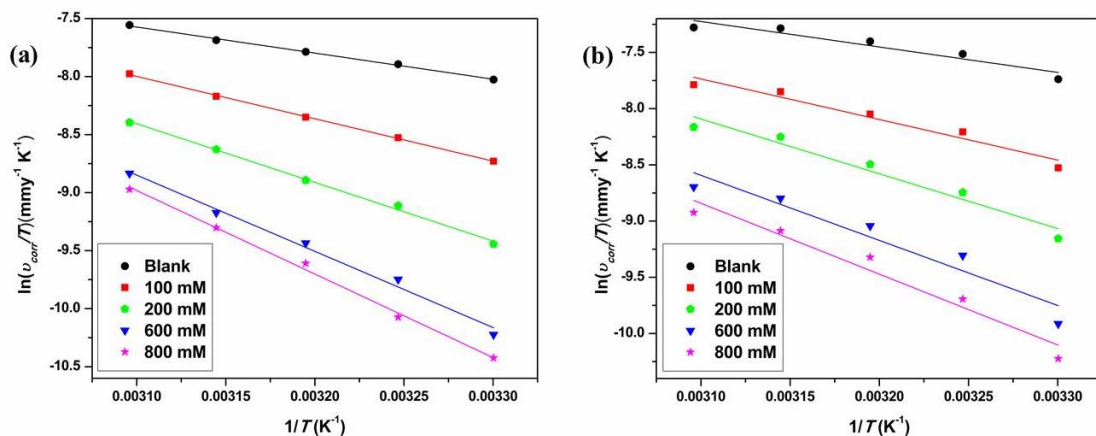 (a)
ln(υcorr/T)(mmy⁻¹ K⁻¹)
-7.5
-8.0
-8.5
-9.0
-9.5
-10.0
-10.5
Blank
100 mM
200 mM
600 mM
800 mM
0.00310 0.00315 0.00320 0.00325 0.00330
1/T (K⁻¹)
(b)
ln(υcorr/T)(mmy⁻¹ K⁻¹)
-7.5
-8.0
-8.5
-9.0
-9.5
-10.0
Blank
100 mM
200 mM
600 mM
800 mM
0.00310 0.00315 0.00320 0.00325 0.00330
1/T (K⁻¹)